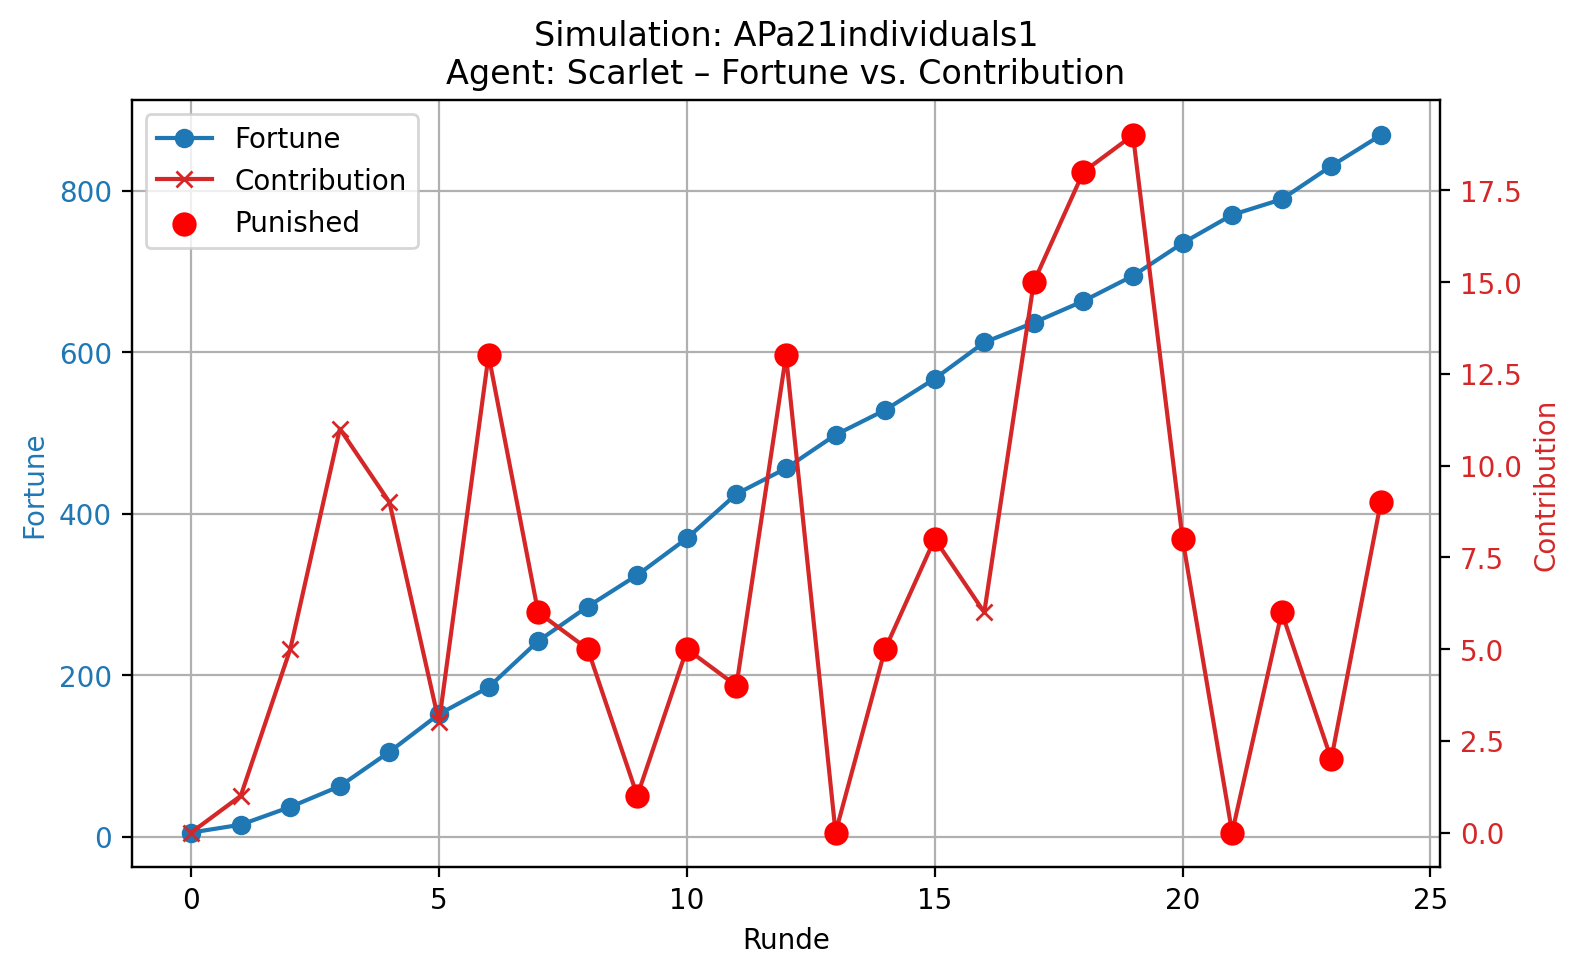 Simulation: APa21individuals1
Agent: Scarlet – Fortune vs. Contribution
Fortune
Contribution
Punished
800
600
400
200
0
Fortune
17.5
15.0
12.5
10.0
7.5
5.0
2.5
0.0
Contribution
0 5 10 15 20 25
Runde